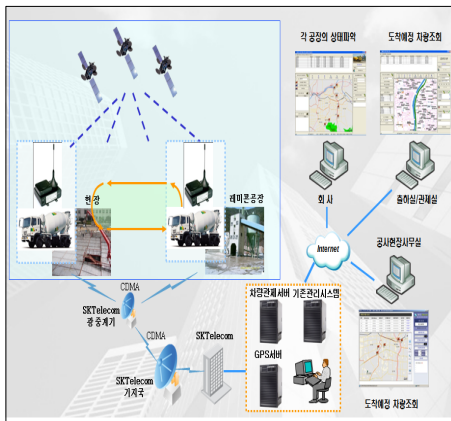 각 공장의 상태파악
도착예정 차량조회
현장
레미콘공장
회 사
출하실/관제실
Internet
공사현장사무실
CDMA
SKTelecom
광 중계기
CDMA
SKTelecom
기지국
SKTelecom
차량관제서버
기존관리시스템
GPS서버
도착예정 차량조회